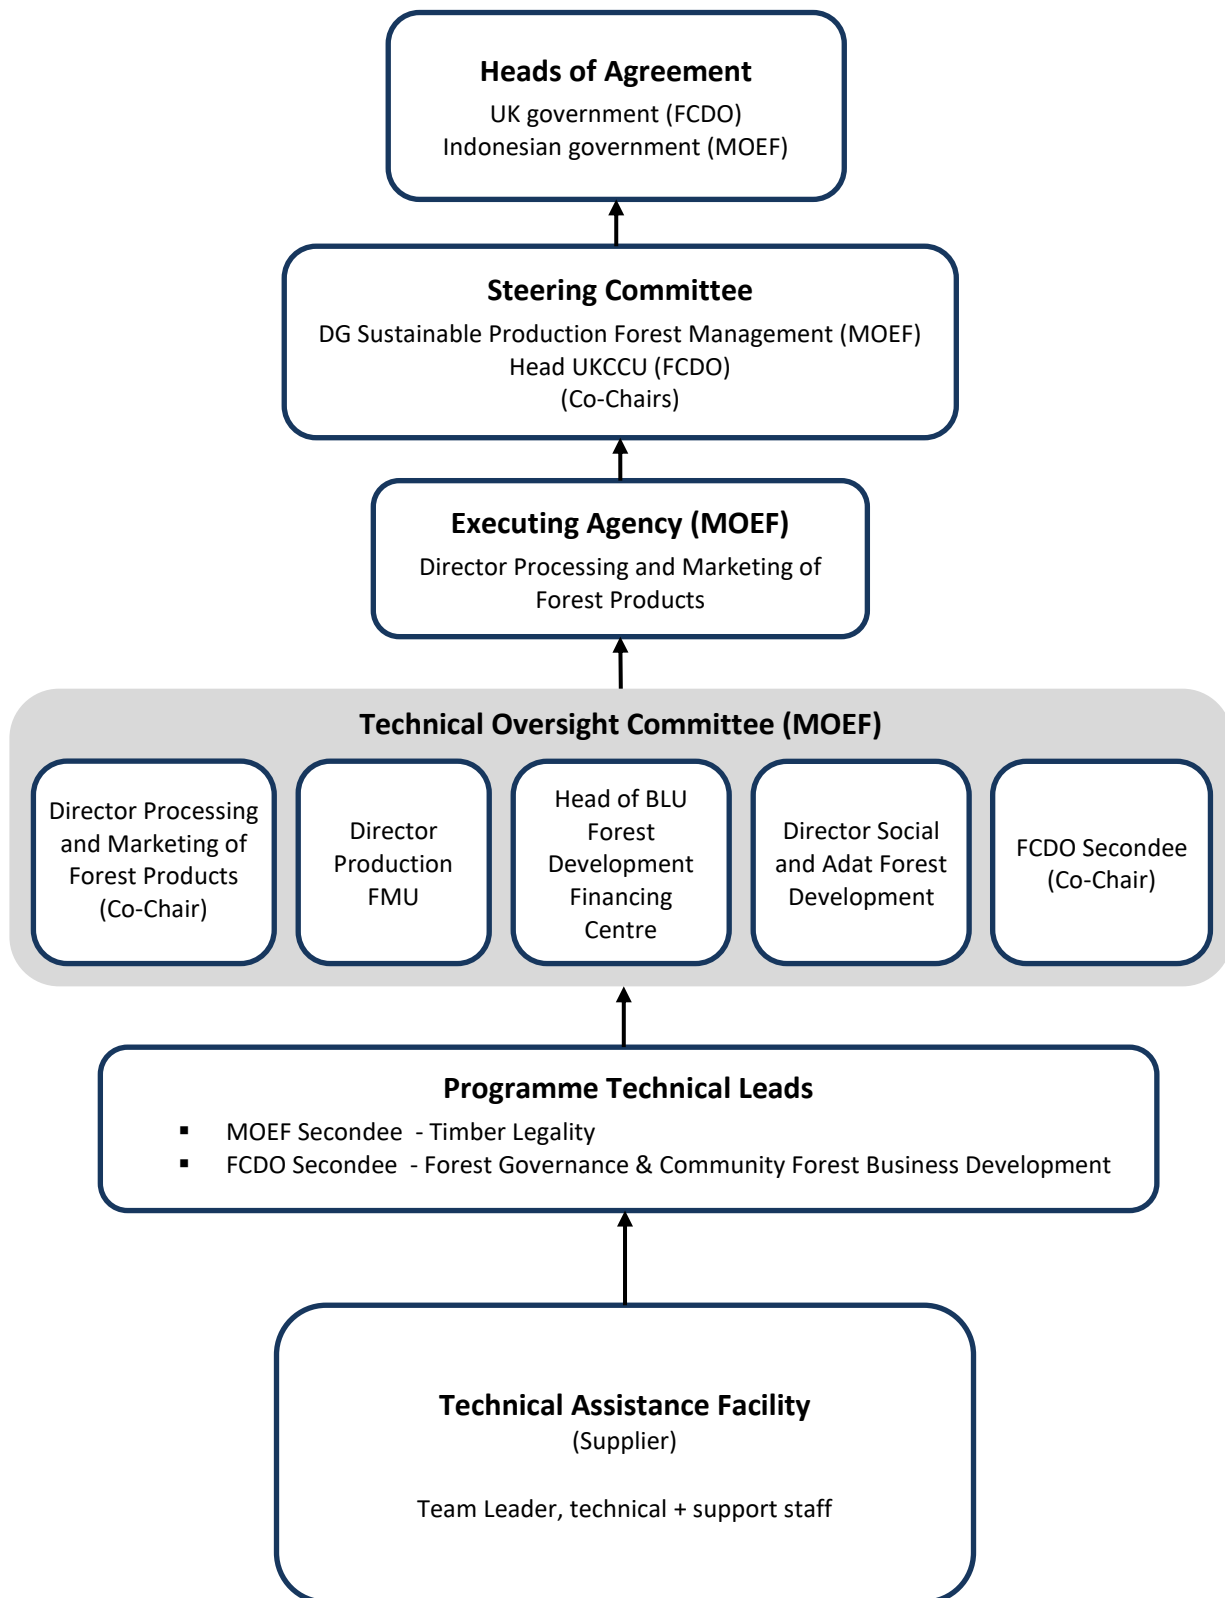 Heads of Agreement
UK government (FCDO)
Indonesian government (MOEF)
Steering Committee
DG Sustainable Production Forest Management (MOEF)
Head UKCCU (FCDO)
(Co-Chairs)
Executing Agency (MOEF)
Director Processing and Marketing of
Forest Products
Technical Oversight Committee (MOEF)
Director Processing
and Marketing of
Forest Products
(Co-Chair)
Director
Production
FMU
Head of BLU
Forest
Development
Financing
Centre
Director Social
and Adat Forest
Development
FCDO Secondee
(Co-Chair)
Programme Technical Leads
▪ MOEF Secondee - Timber Legality
▪ FCDO Secondee - Forest Governance & Community Forest Business Development
Technical Assistance Facility
(Supplier)
Team Leader, technical + support staff